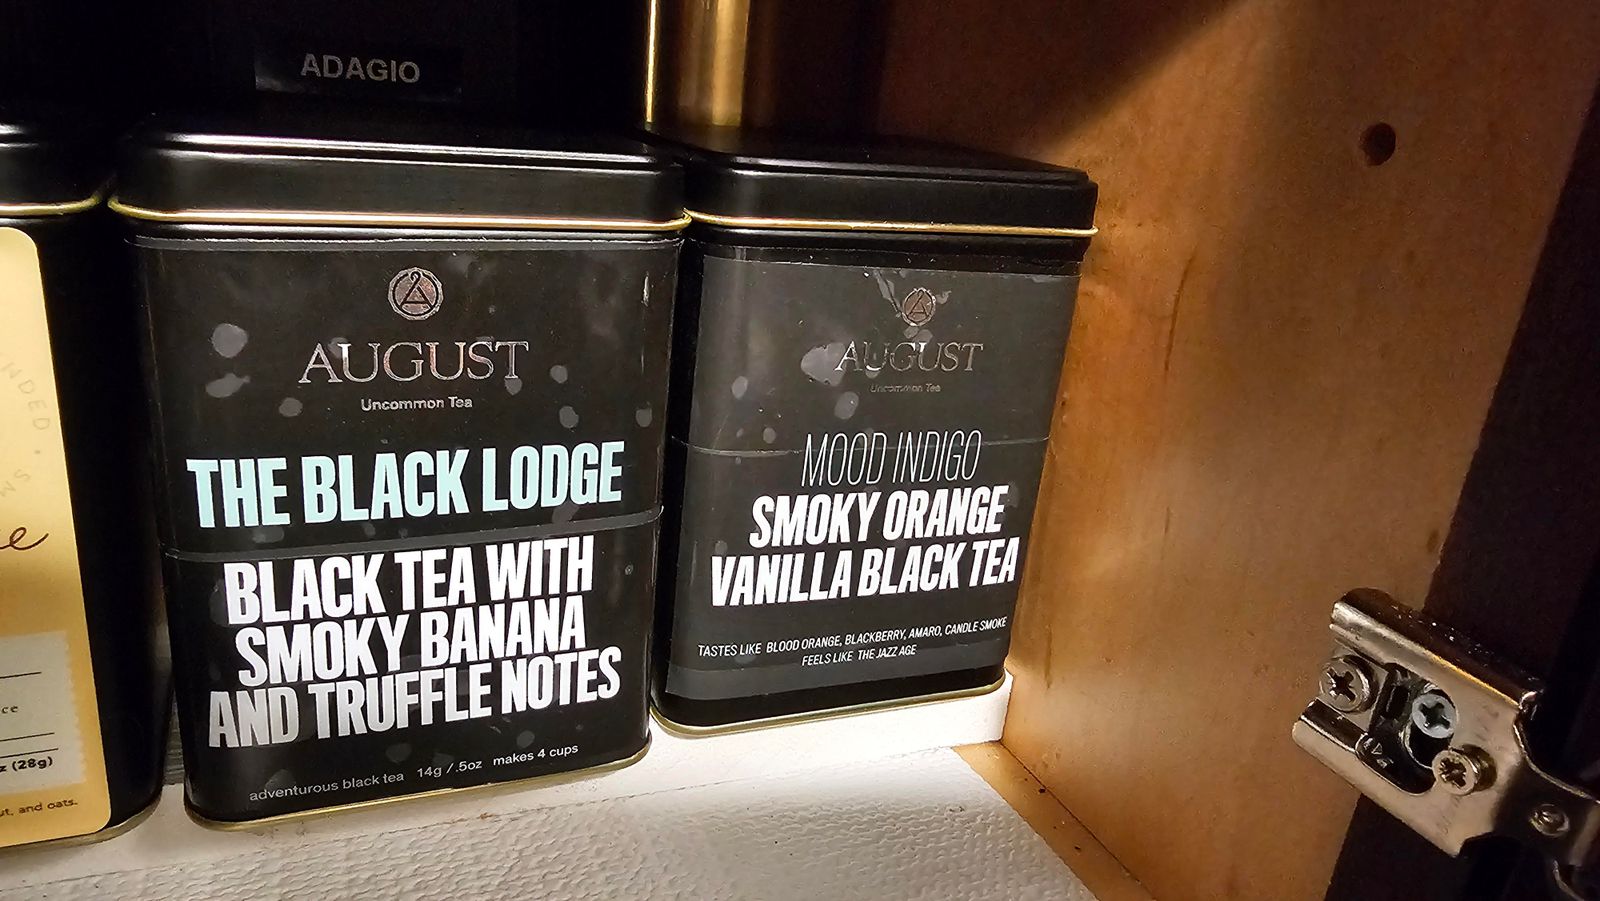 ADAGIO
AUGUST
Uncommon Tea
THE BLACK LODGE
BLACK TEA WITH
SMOKY BANANA
AND TRUFFLE NOTES
adventurous black tea 14g / .5oz makes 4 cups
AUGUST
Uncommon Tea
MOOD INDIGO
SMOKY ORANGE
VANILLA BLACK TEA
TASTES LIKE BLOOD ORANGE, BLACKBERRY, AMARO, CANDLE SMOKE
FEELS LIKE THE JAZZ AGE
(28g)
and oats.